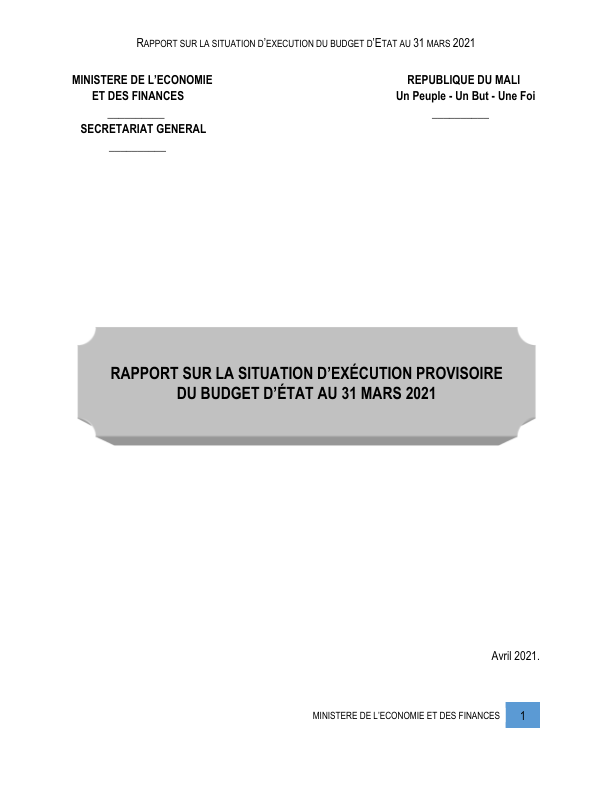 RAPPORT SUR LA SITUATION D'EXECUTION DU BUDGET D'ETAT AU 31 MARS 2021
MINISTERE DE L'ECONOMIE
ET DES FINANCES
__________
SECRETARIAT GENERAL
__________
REPUBLIQUE DU MALI
Un Peuple - Un But - Une Foi
__________
RAPPORT SUR LA SITUATION D'EXÉCUTION PROVISOIRE
DU BUDGET D'ÉTAT AU 31 MARS 2021
Avril 2021.
MINISTERE DE L'ECONOMIE ET DES FINANCES 1